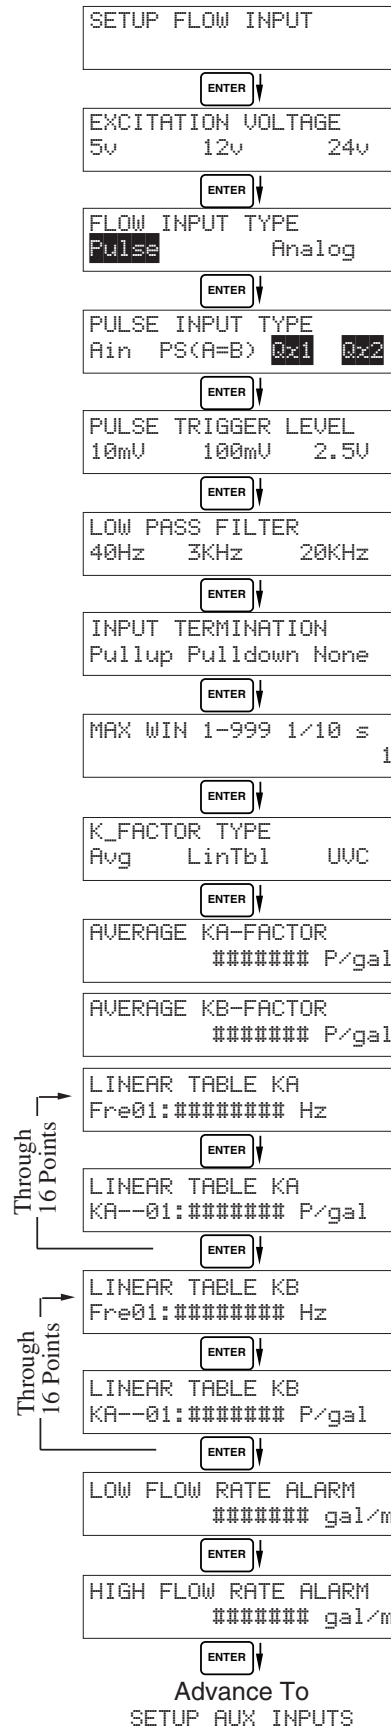 SETUP FLOW INPUT
ENTER
EXCITATION VOLTAGE
5v 12v 24v
ENTER
FLOW INPUT TYPE
Pulse Analog
ENTER
PULSE INPUT TYPE
Ain PS(A=B) Qx1 Qx2
ENTER
PULSE TRIGGER LEVEL
10mV 100mV 2.5V
ENTER
LOW PASS FILTER
40Hz 3KHz 20KHz
ENTER
INPUT TERMINATION
Pullup Pulldown None
ENTER
MAX WIN 1-999 1/10 s
1
ENTER
K_FACTOR TYPE
Avg LinTbl UVC
ENTER
AVERAGE KA-FACTOR
####### P/gal
AVERAGE KB-FACTOR
####### P/gal
Through
16 Points
LINEAR TABLE KA
Fre01:######## Hz
ENTER
LINEAR TABLE KA
KA--01:####### P/gal
ENTER
Through
16 Points
LINEAR TABLE KB
Fre01:######## Hz
ENTER
LINEAR TABLE KB
KA--01:####### P/gal
ENTER
LOW FLOW RATE ALARM
####### gal/m
ENTER
HIGH FLOW RATE ALARM
####### gal/m
ENTER
Advance To
SETUP AUX INPUTS